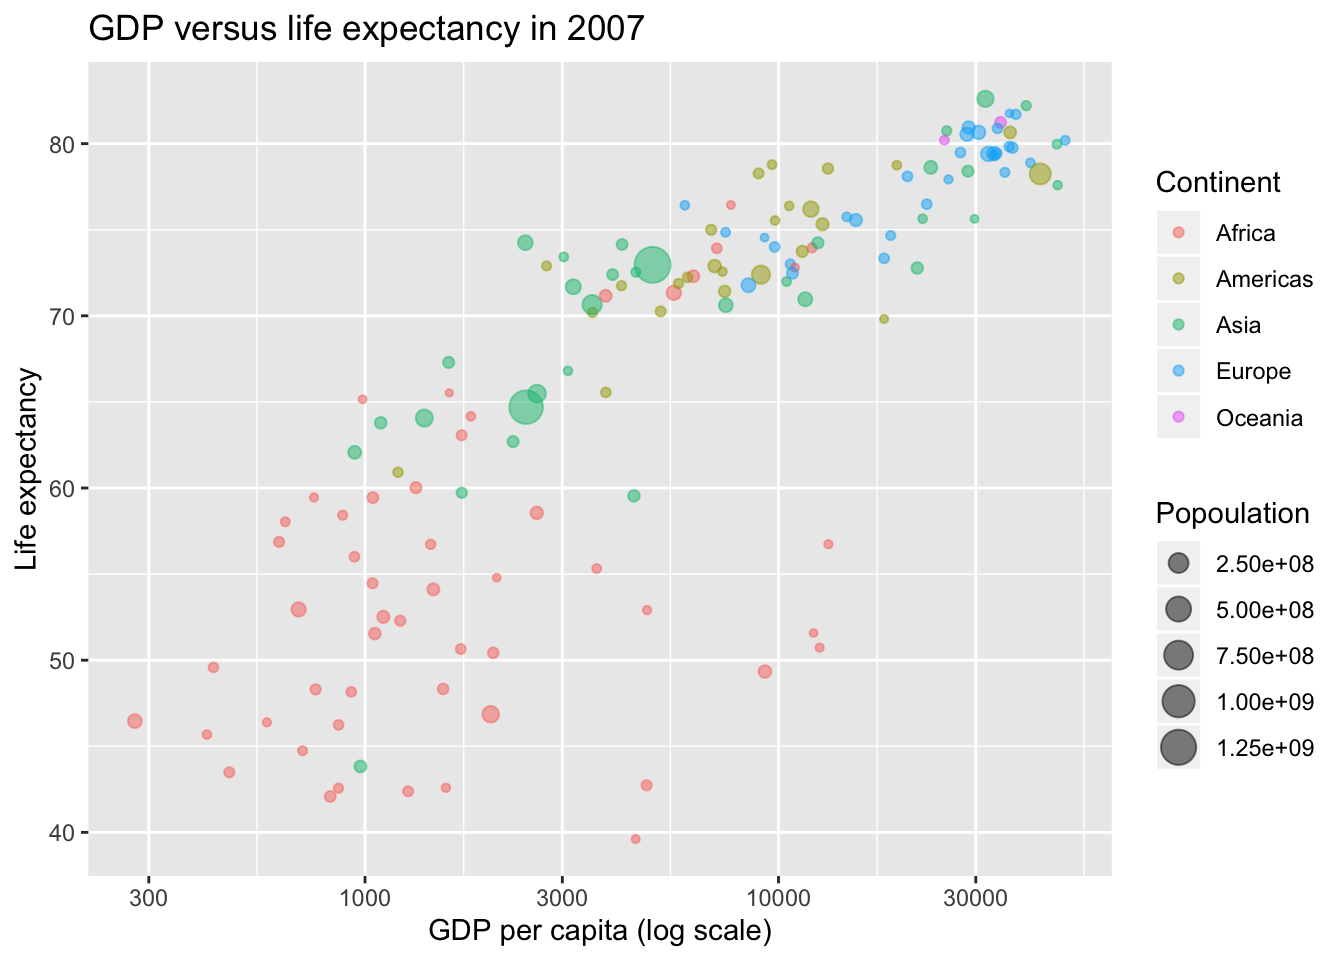 GDP versus life expectancy in 2007
Life expectancy
80
70
60
50
40
300 1000 3000 10000 30000
GDP per capita (log scale)
Continent
Africa
Americas
Asia
Europe
Oceania
Popoulation
2.50e+08
5.00e+08
7.50e+08
1.00e+09
1.25e+09